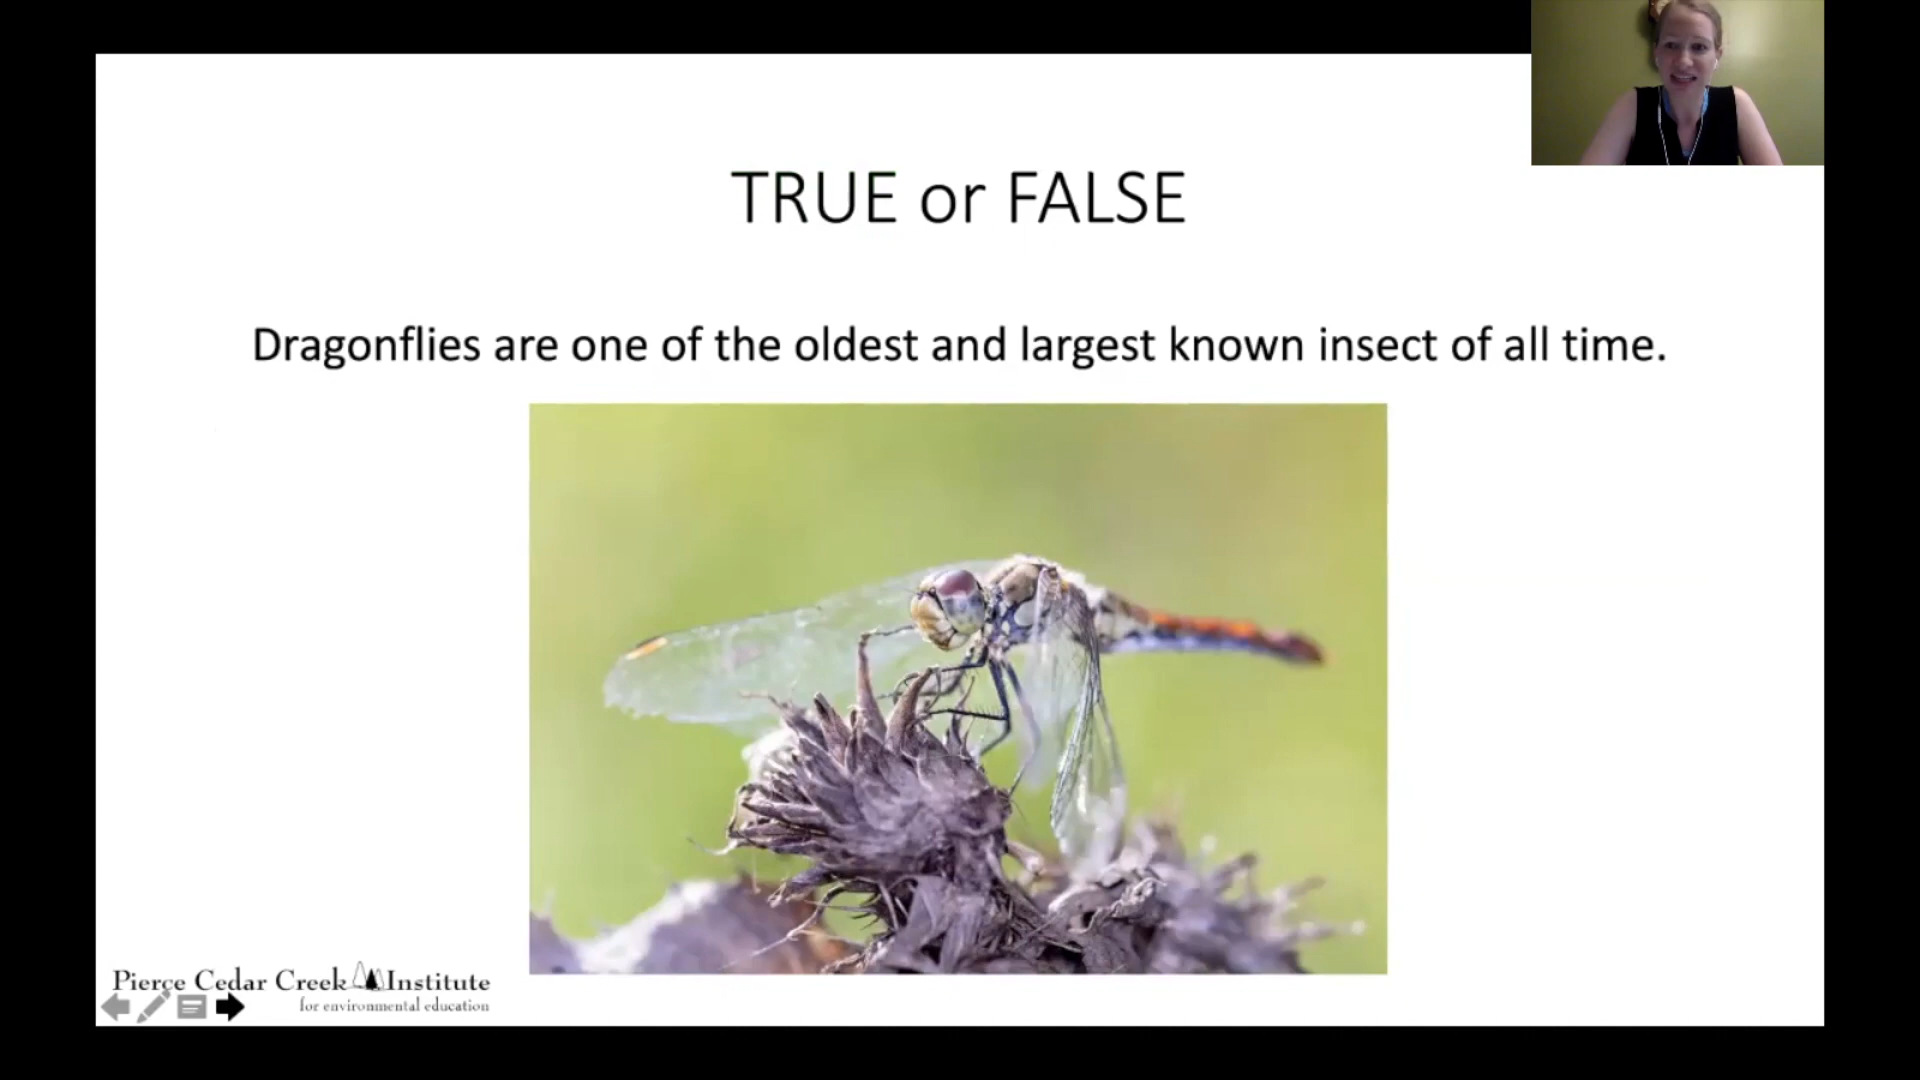 TRUE or FALSE
Dragonflies are one of the oldest and largest known insect of all time.
Pierce Cedar Creek Institute
for environmental education